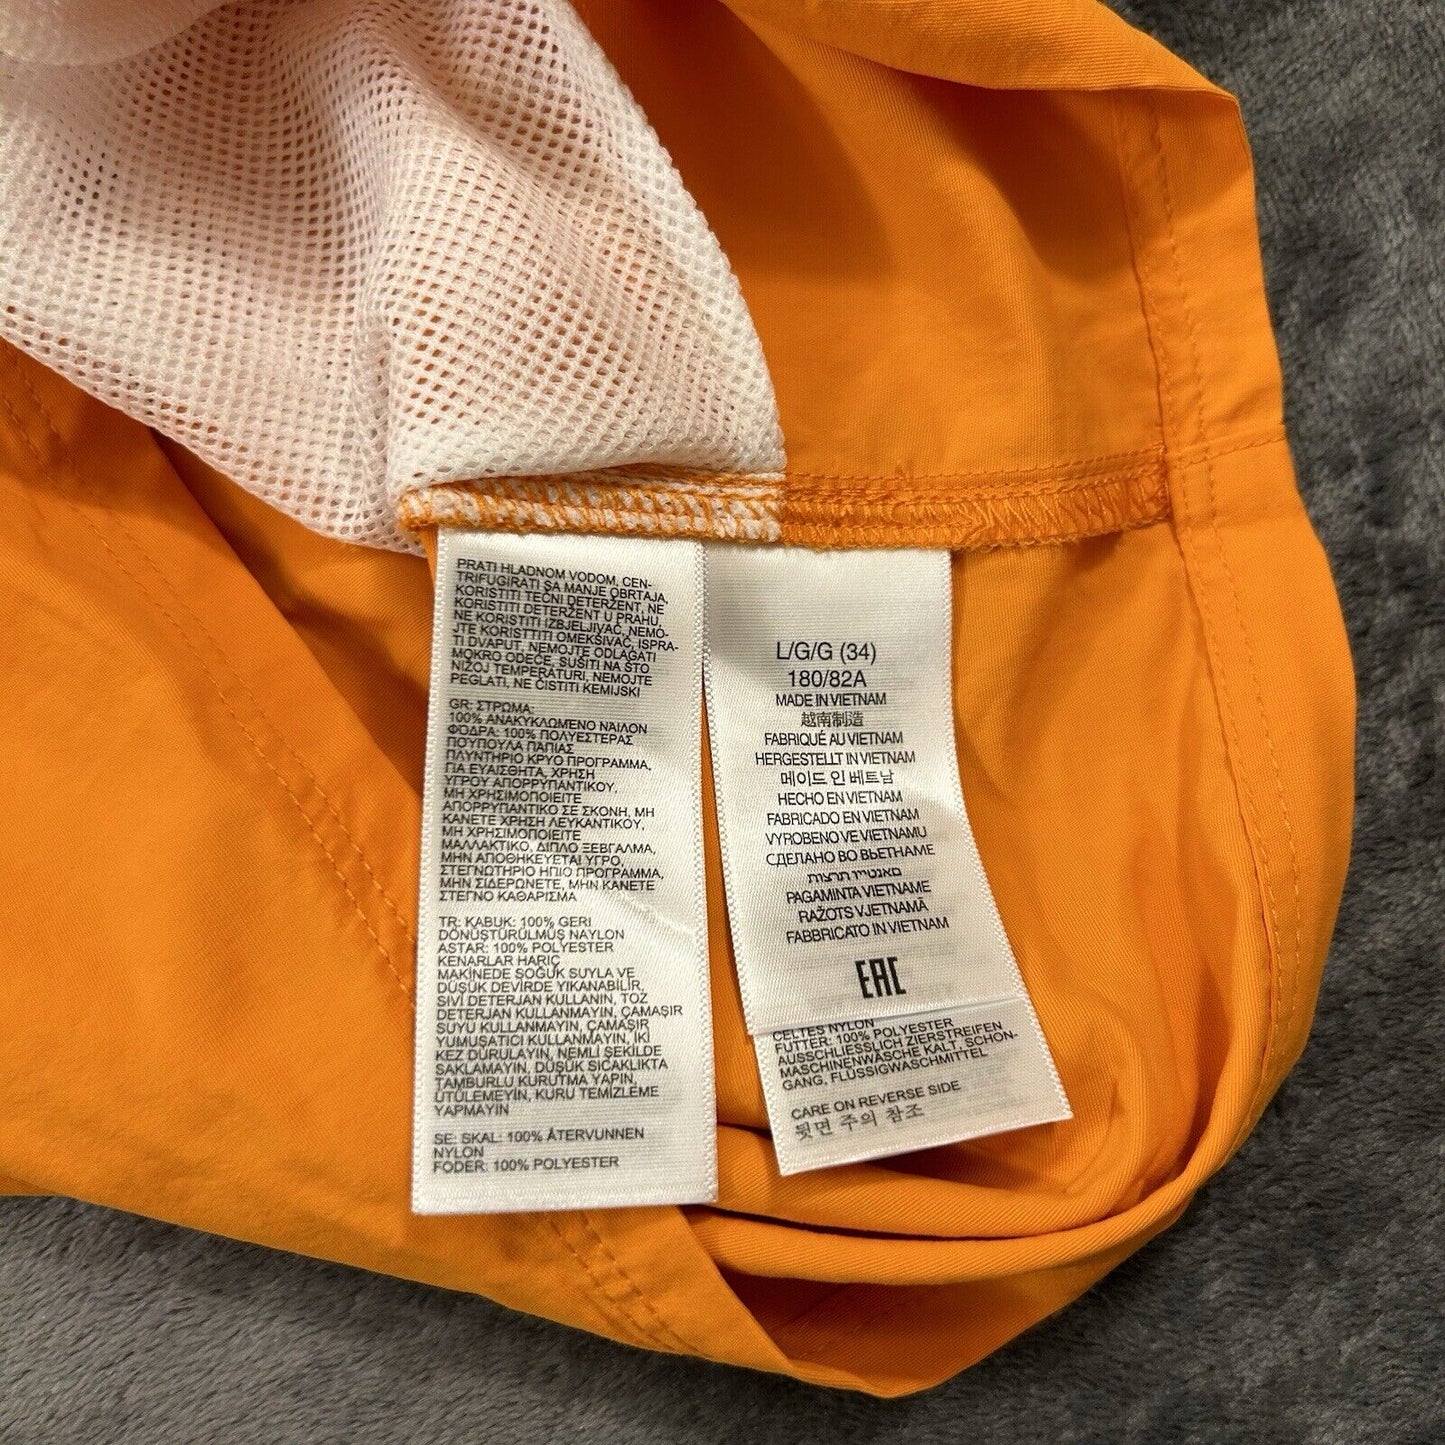 PRATI HLADNOM VODOM, CEN-
TRIFUGIRATI SA MANJE OBRTAJA,
KORISTITI TEČNI DETERŽENT, NE
KORISTITI DETERŽENT U PRAHU,
NE KORISTITI IZBJELJIVAČ, NEMO-
JTE KORISTTITI OMEKŠIVAČ, ISPRA-
TI DVAPUT, NEMOJTE ODLAGATI
MOKRO ODEĆE, SUŠITI NA ŠTO
NIŽOJ TEMPERATURI, NEMOJTE
PEGLATI, NE ČISTITI KEMIJSKI
GR: ΣΤΡΩΜΑ:
100% ΑΝΑΚΥΚΛΩΜΕΝΟ ΝΑΪΛΟΝ
ΦΟΔΡΑ: 100% ΠΟΛΥΕΣΤΕΡΑΣ
ΠΟΥΠΟΥΛΑ ΠΑΠΙΑΣ
ΠΛΥΝΤΗΡΙΟ ΚΡΥΟ ΠΡΟΓΡΑΜΜΑ,
ΓΙΑ ΕΥΑΙΣΘΗΤΑ, ΧΡΗΣΗ
ΥΓΡΟΥ ΑΠΟΡΡΥΠΑΝΤΙΚΟΥ,
ΜΗ ΧΡΗΣΙΜΟΠΟΙΕΙΤΕ
ΑΠΟΡΡΥΠΑΝΤΙΚΟ ΣΕ ΣΚΟΝΗ, ΜΗ
ΚΑΝΕΤΕ ΧΡΗΣΗ ΛΕΥΚΑΝΤΙΚΟΥ,
ΜΗ ΧΡΗΣΙΜΟΠΟΙΕΙΤΕ
ΜΑΛΛΑΚΤΙΚΟ, ΔΙΠΛΟ ΞΕΒΓΑΛΜΑ,
ΜΗΝ ΑΠΟΘΗΚΕΥΕΤΑΙ ΥΓΡΟ,
ΣΤΕΓΝΩΤΗΡΙΟ ΗΠΙΟ ΠΡΟΓΡΑΜΜΑ,
ΜΗΝ ΣΙΔΕΡΩΝΕΤΕ, ΜΗΝ ΚΑΝΕΤΕ
ΣΤΕΓΝΟ ΚΑΘΑΡΙΣΜΑ
TR: KABUK: 100% GERI
DÖNÜŞTÜRÜLMÜŞ NAYLON
ASTAR: 100% POLYESTER
KENARLAR HARIÇ
MAKİNEDE SOĞUK SUYLA VE
DÜŞÜK DEVİRDE YIKANABİLİR,
SIVI DETERJAN KULLANIN, TOZ
DETERJAN KULLANMAYIN, ÇAMAŞIR
SUYU KULLANMAYIN, ÇAMAŞIR
YUMUŞATICI KULLANMAYIN, İKİ
KEZ DURULAYIN, NEMLİ ŞEKİLDE
SAKLAMAYIN, DÜŞÜK SICAKLIKTA
TAMBURLU KURUTMA YAPIN,
ÜTÜLEMEYİN, KURU TEMİZLEME
YAPMAYIN
SE: SKAL: 100% ÅTERVUNNEN
NYLON
FODER: 100% POLYESTER
L/G/G (34)
180/82A
MADE IN VIETNAM
越南制造
FABRIQUÉ AU VIETNAM
HERGESTELLT IN VIETNAM
메이드 인 베트남
HECHO EN VIETNAM
FABRICADO EN VIETNAM
VYROBENO VE VIETNAMU
СДЕЛАНО ВО ВЬЕТНАМЕ
PAGAMINTA VIETNAME
RAŽOTS VJETNAMĀ
FABBRICATO IN VIETNAM
EAC
CELTES NYLON
FUTTER: 100% POLYESTER
AUSSCHLIESSLICH ZIERSTREIFEN
MASCHINENWÄSCHE KALT, SCHON-
GANG, FLÜSSIGWASCHMITTEL
CARE ON REVERSE SIDE
뒷면 주의 참조